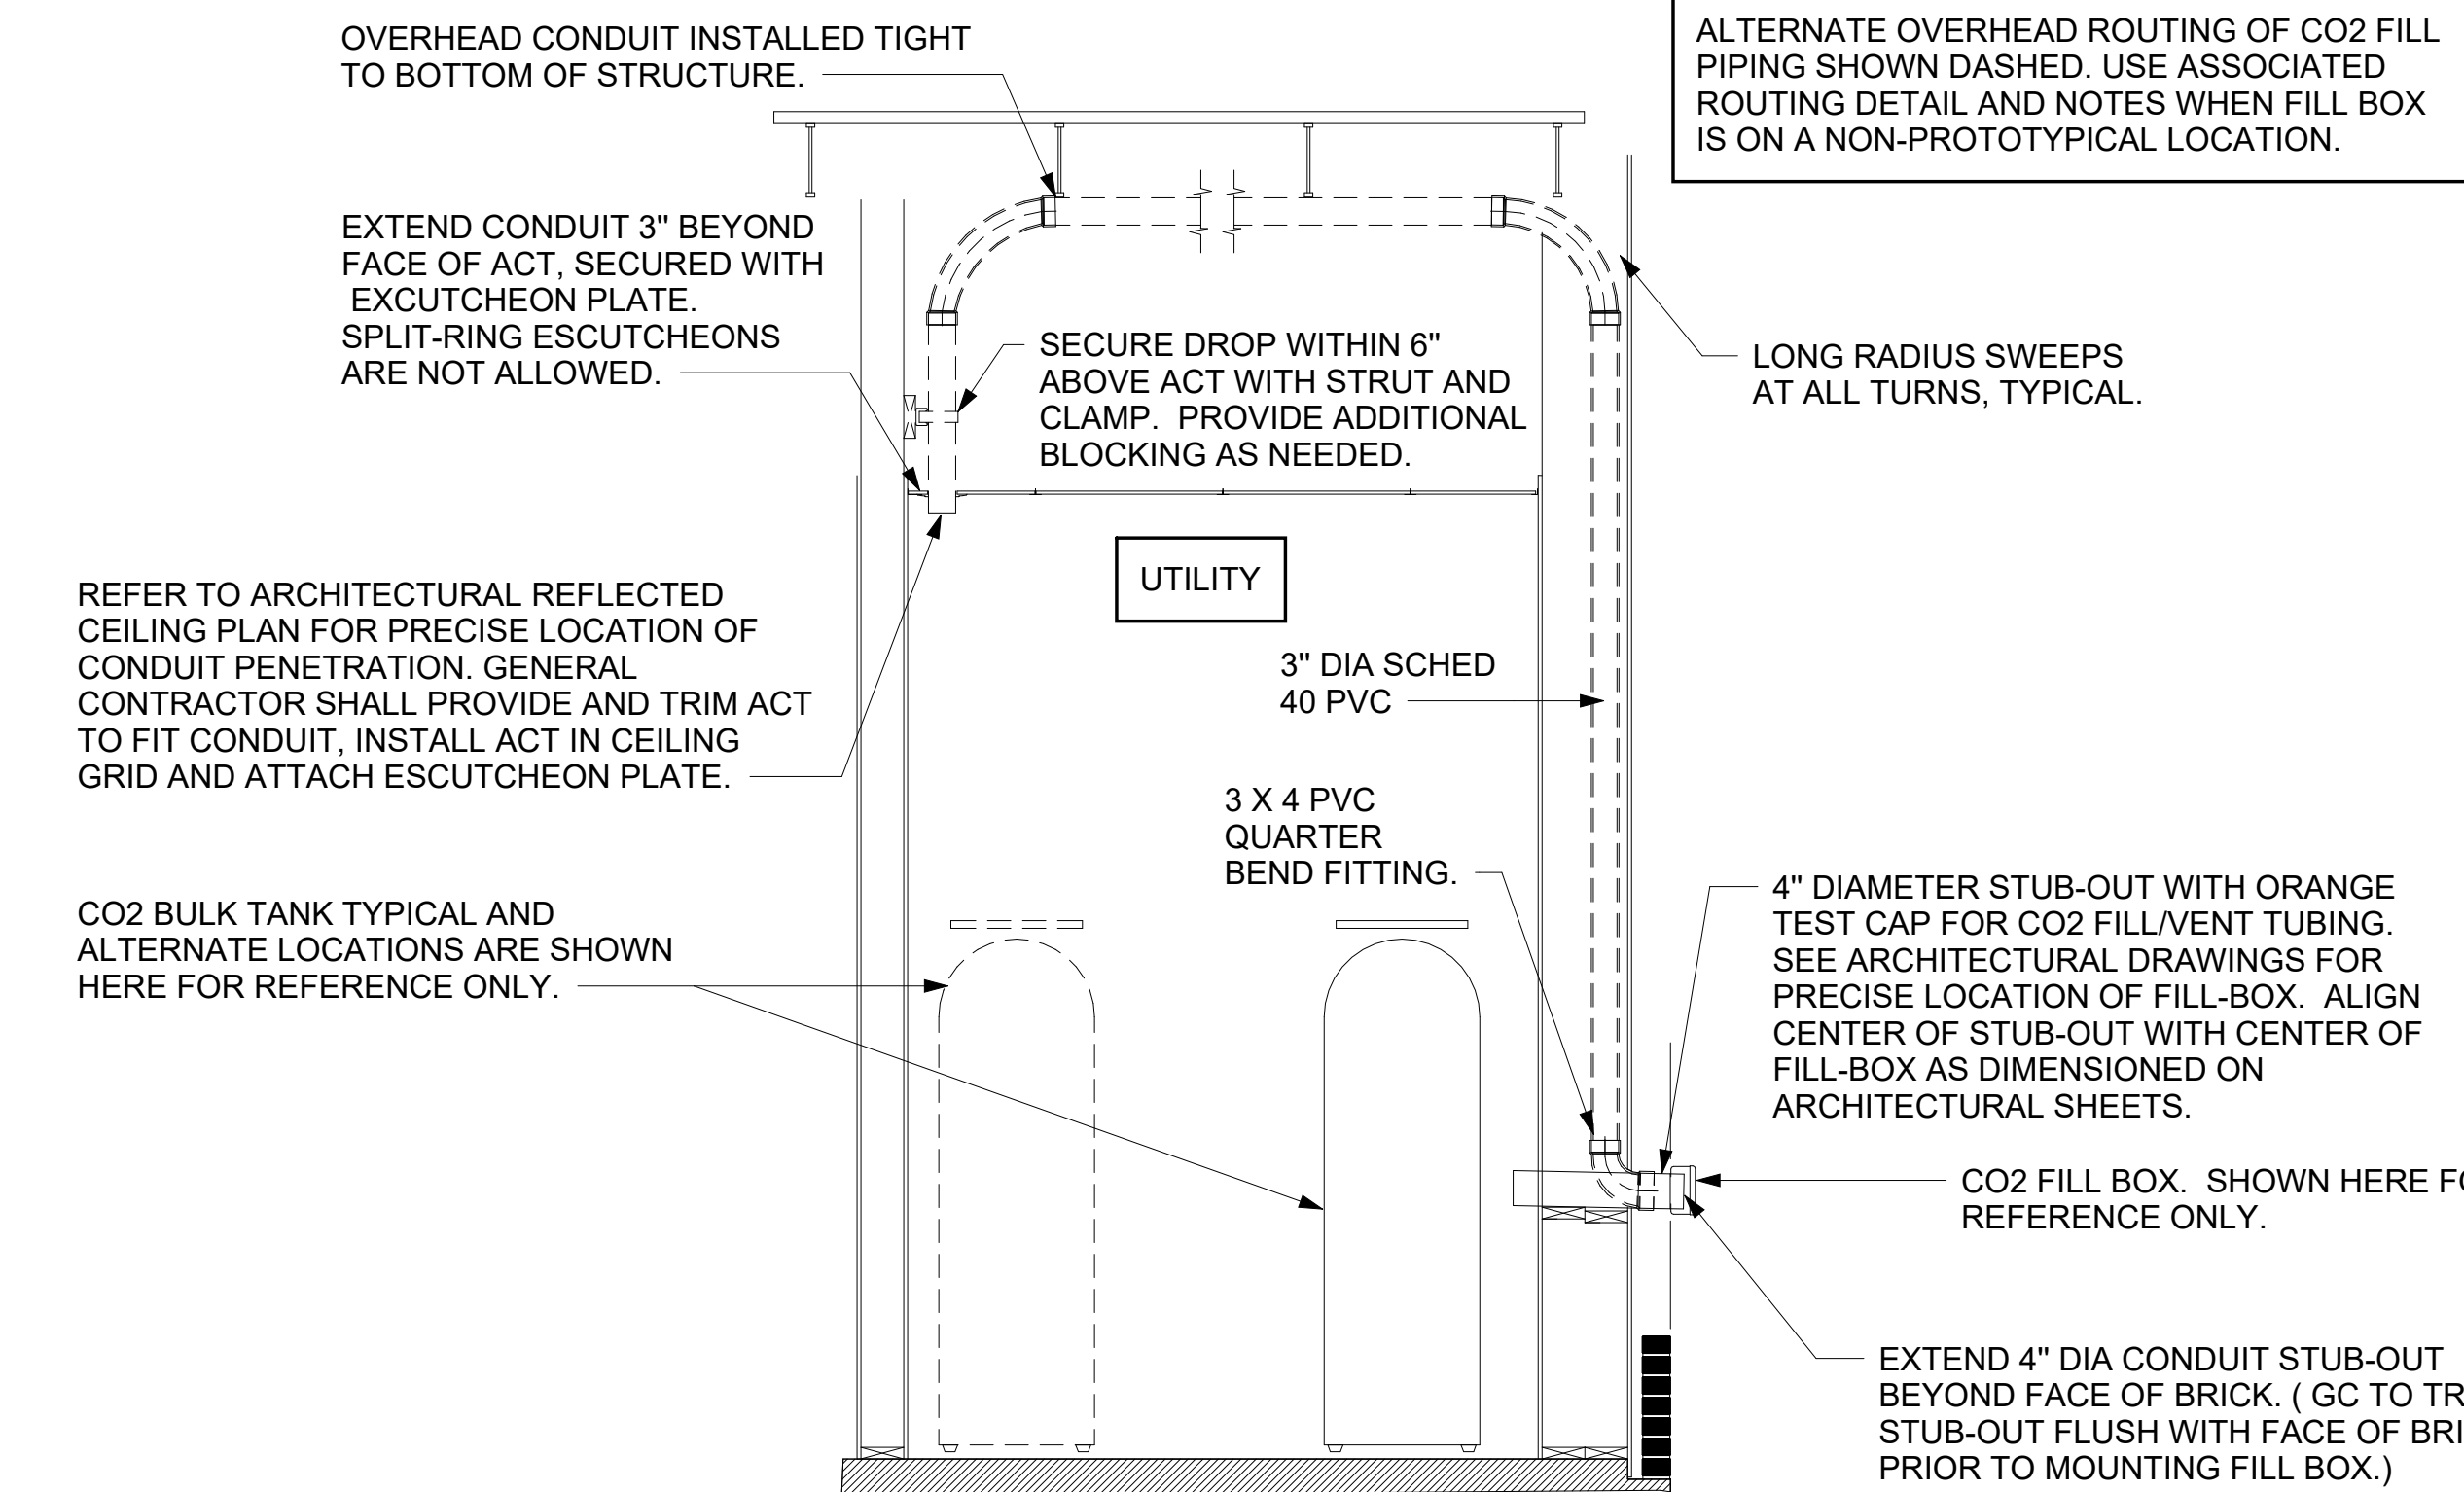 OVERHEAD CONDUIT INSTALLED TIGHT
TO BOTTOM OF STRUCTURE.
ALTERNATE OVERHEAD ROUTING OF CO2 FILL
PIPING SHOWN DASHED. USE ASSOCIATED
ROUTING DETAIL AND NOTES WHEN FILL BOX
IS ON A NON-PROTOTYPICAL LOCATION.
EXTEND CONDUIT 3" BEYOND
FACE OF ACT, SECURED WITH
EXCUTCHEON PLATE.
SPLIT-RING ESCUTCHEONS
ARE NOT ALLOWED.
SECURE DROP WITHIN 6"
ABOVE ACT WITH STRUT AND
CLAMP. PROVIDE ADDITIONAL
BLOCKING AS NEEDED.
LONG RADIUS SWEEPS
AT ALL TURNS, TYPICAL.
UTILITY
REFER TO ARCHITECTURAL REFLECTED
CEILING PLAN FOR PRECISE LOCATION OF
CONDUIT PENETRATION. GENERAL
CONTRACTOR SHALL PROVIDE AND TRIM ACT
TO FIT CONDUIT, INSTALL ACT IN CEILING
GRID AND ATTACH ESCUTCHEON PLATE.
3" DIA SCHED
40 PVC
3 X 4 PVC
QUARTER
BEND FITTING.
CO2 BULK TANK TYPICAL AND
ALTERNATE LOCATIONS ARE SHOWN
HERE FOR REFERENCE ONLY.
4" DIAMETER STUB-OUT WITH ORANGE
TEST CAP FOR CO2 FILL/VENT TUBING.
SEE ARCHITECTURAL DRAWINGS FOR
PRECISE LOCATION OF FILL-BOX. ALIGN
CENTER OF STUB-OUT WITH CENTER OF
FILL-BOX AS DIMENSIONED ON
ARCHITECTURAL SHEETS.
CO2 FILL BOX. SHOWN HERE
REFERENCE ONLY.
EXTEND 4" DIA CONDUIT STUB-OUT
BEYOND FACE OF BRICK. ( GC TO
STUB-OUT FLUSH WITH FACE OF
PRIOR TO MOUNTING FILL BOX.)